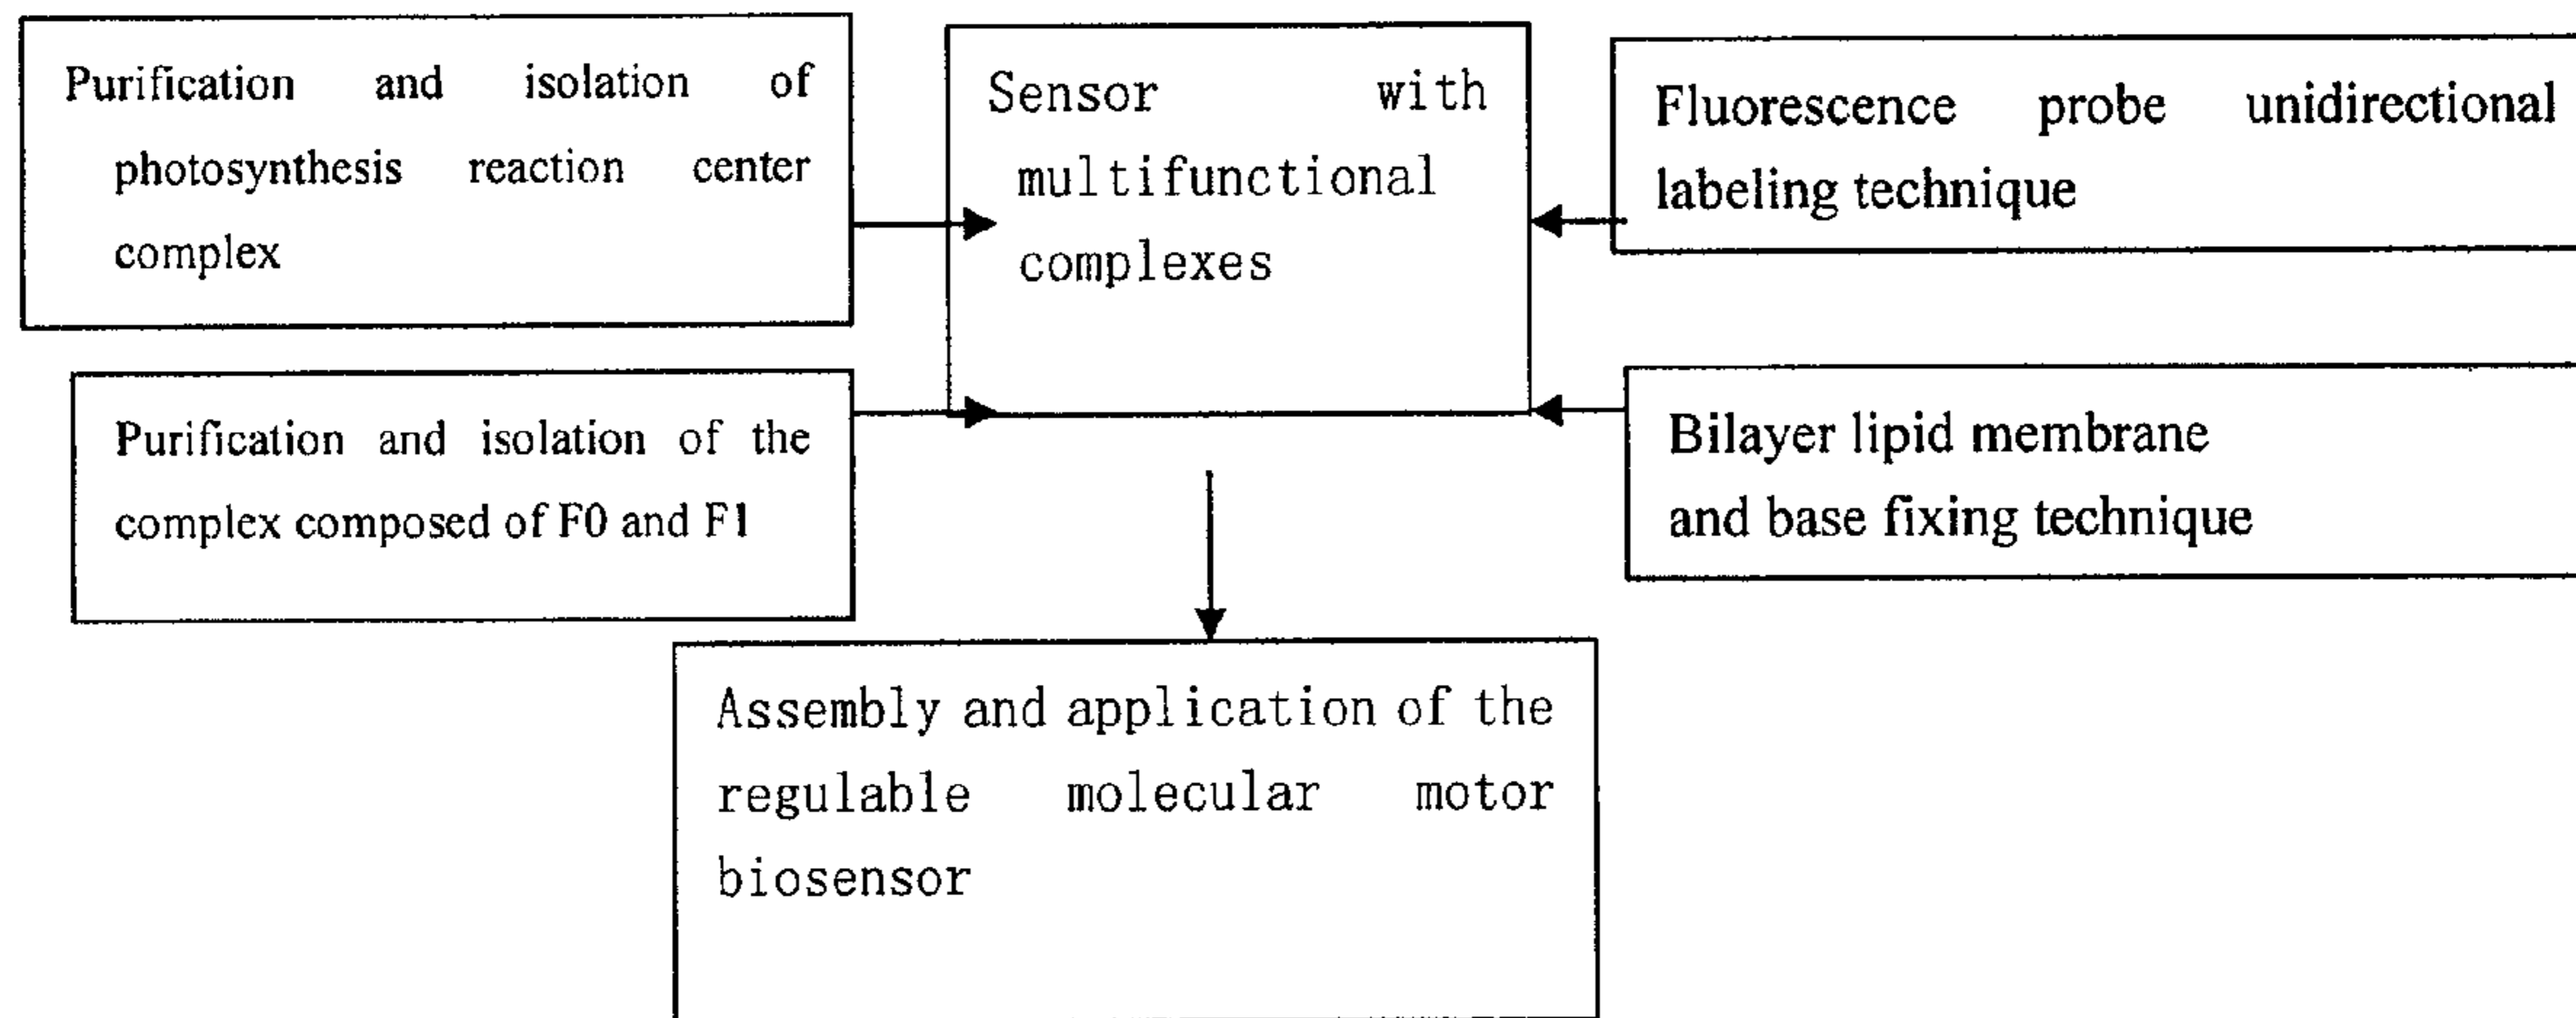 Purification and isolation of
photosynthesis reaction center
complex
Sensor with
multifunctional
complexes
Fluorescence probe unidirectional
labeling technique
Purification and isolation of the
complex composed of F0 and F1
Bilayer lipid membrane
and base fixing technique
Assembly and application of the
regulable molecular motor
biosensor